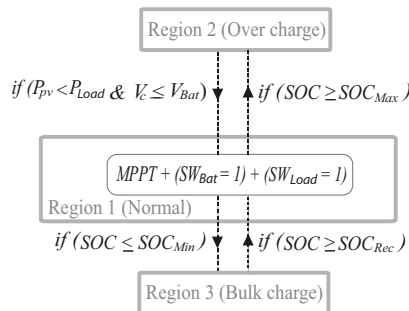 Region 2 (Over charge)
if (P_pv < P_Load & V_c ≤ V_Bat) if (SOC ≥ SOC_Max)
MPPT + (SW_Bat = 1) + (SW_Load = 1)
Region 1 (Normal)
if (SOC ≤ SOC_Min) if (SOC ≥ SOC_Rec)
Region 3 (Bulk charge)